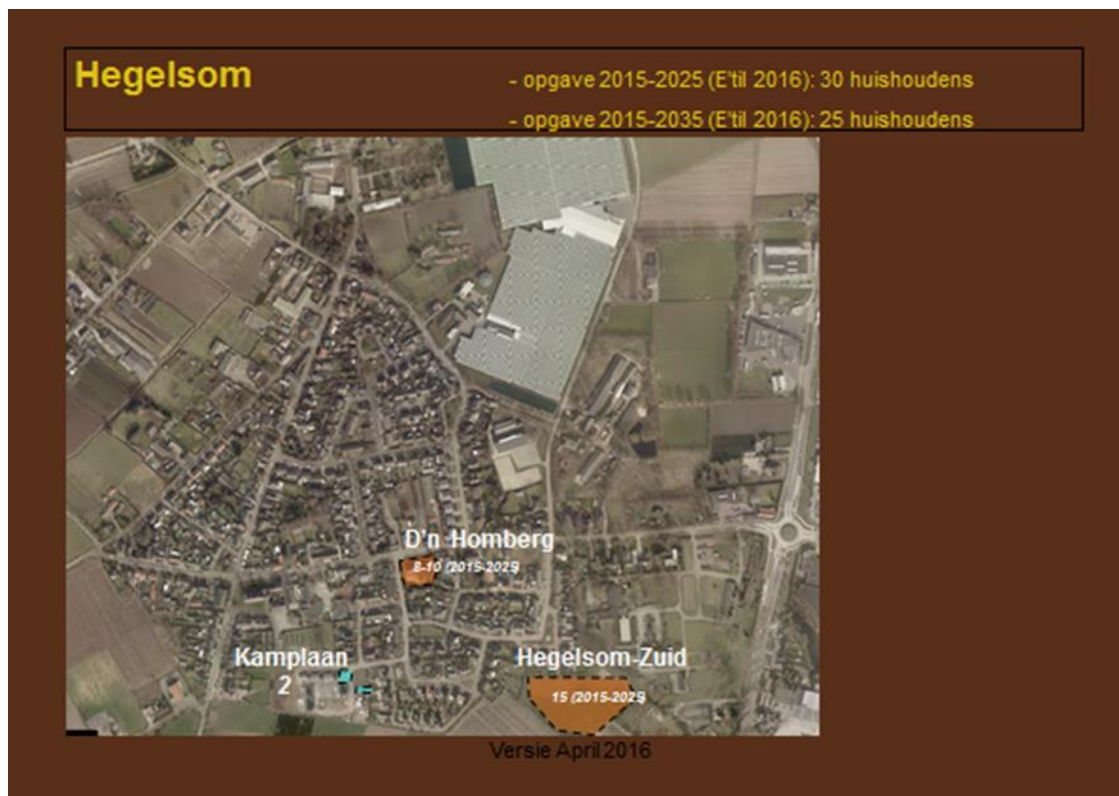 Hegelsom
- opgave 2015-2025 (E'til 2016): 30 huishoudens
- opgave 2015-2035 (E'til 2016): 25 huishoudens
D'n Homberg
8-10 (2015-2025)
Kamplaan
2
Hegelsom-Zuid
15 (2015-2025)
Versie April 2016